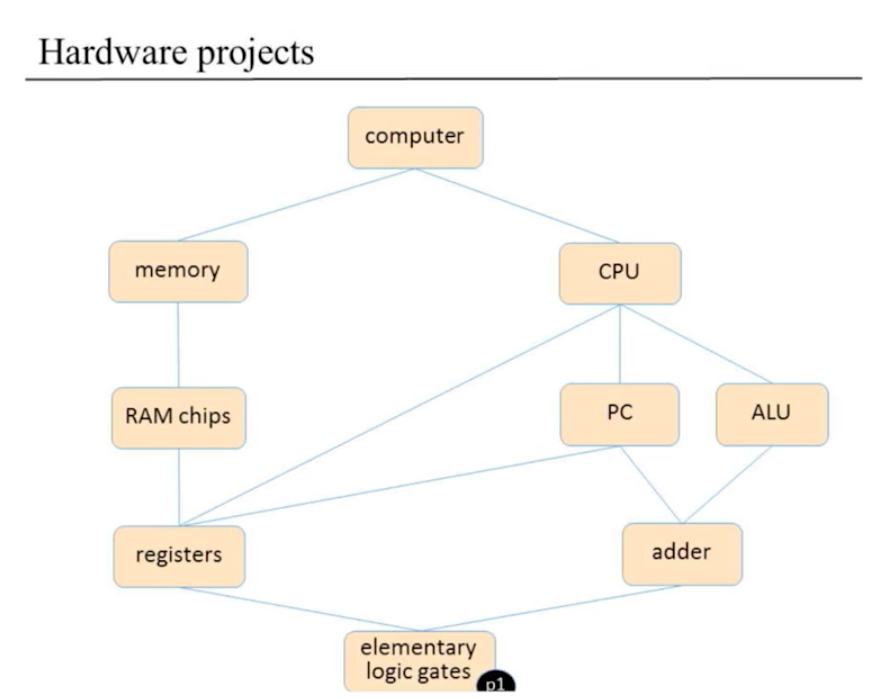 Hardware projects
computer
memory
CPU
RAM chips
PC
ALU
registers
adder
elementary
logic gates
p1